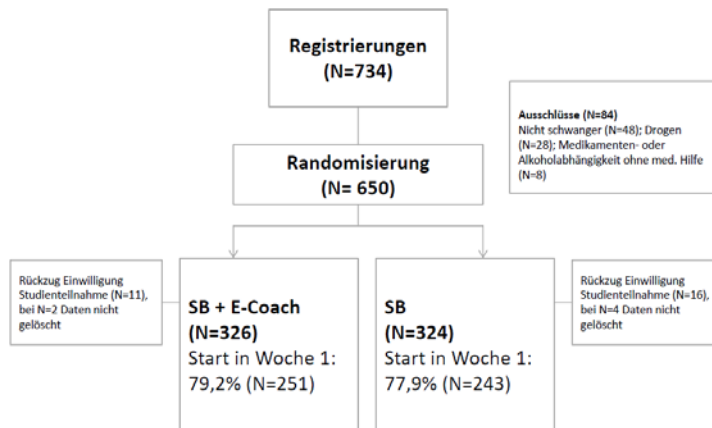 Registrierungen
(N=734)
Ausschlüsse (N=84)
Nicht schwanger (N=48); Drogen
(N=28); Medikamenten- oder
Alkoholabhängigkeit ohne med. Hilfe
(N=8)
Randomisierung
(N= 650)
Rückzug Einwilligung
Studienteilnahme (N=11),
bei N=2 Daten nicht
gelöscht
SB + E-Coach
(N=326)
Start in Woche 1:
79,2% (N=251)
SB
(N=324)
Start in Woche 1:
77,9% (N=243)
Rückzug Einwilligung
Studienteilnahme (N=16),
bei N=4 Daten nicht
gelöscht